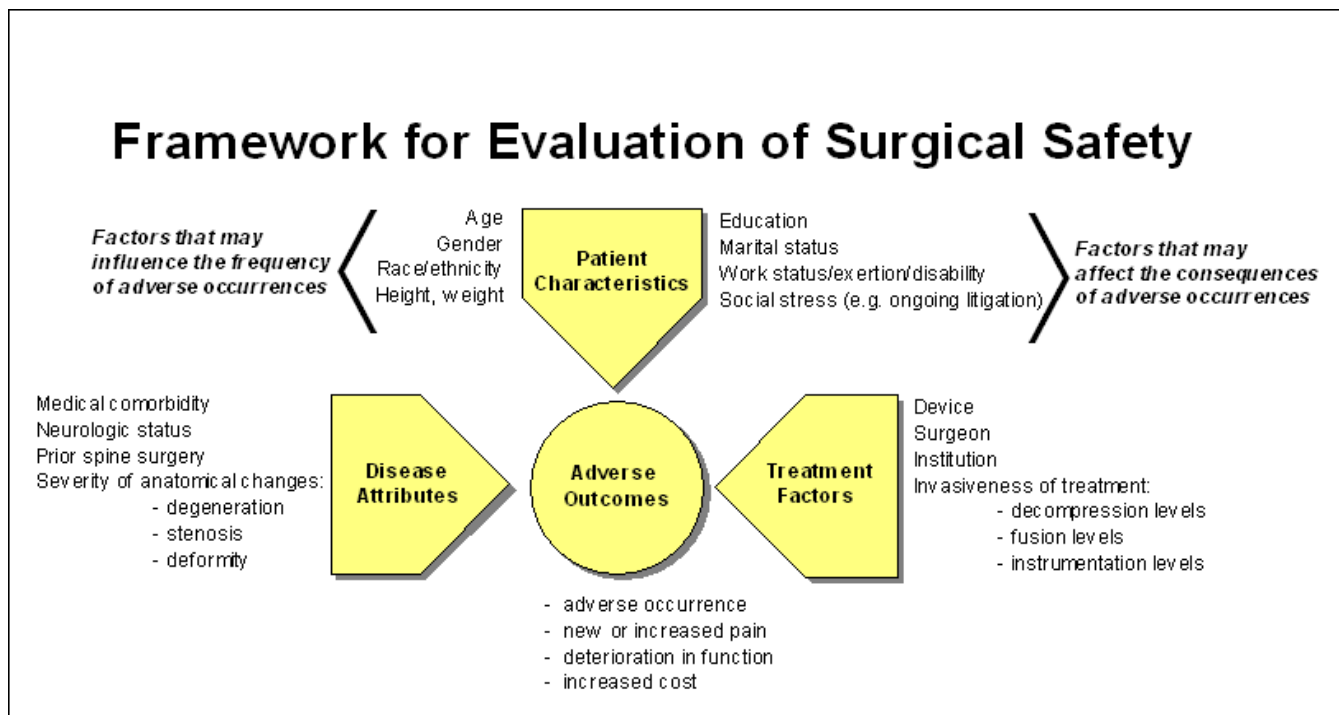 Framework for Evaluation of Surgical Safety
Factors that may
influence the frequency
of adverse occurrences
Age
Gender
Race/ethnicity
Height, weight
Patient
Characteristics
Education
Marital status
Work status/exertion/disability
Social stress (e.g. ongoing litigation)
Factors that may
affect the consequences
of adverse occurrences
Medical comorbidity
Neurologic status
Prior spine surgery
Severity of anatomical changes:
- degeneration
- stenosis
- deformity
Disease
Attributes
Adverse
Outcomes
Treatment
Factors
Device
Surgeon
Institution
Invasiveness of treatment:
- decompression levels
- fusion levels
- instrumentation levels
- adverse occurrence
- new or increased pain
- deterioration in function
- increased cost